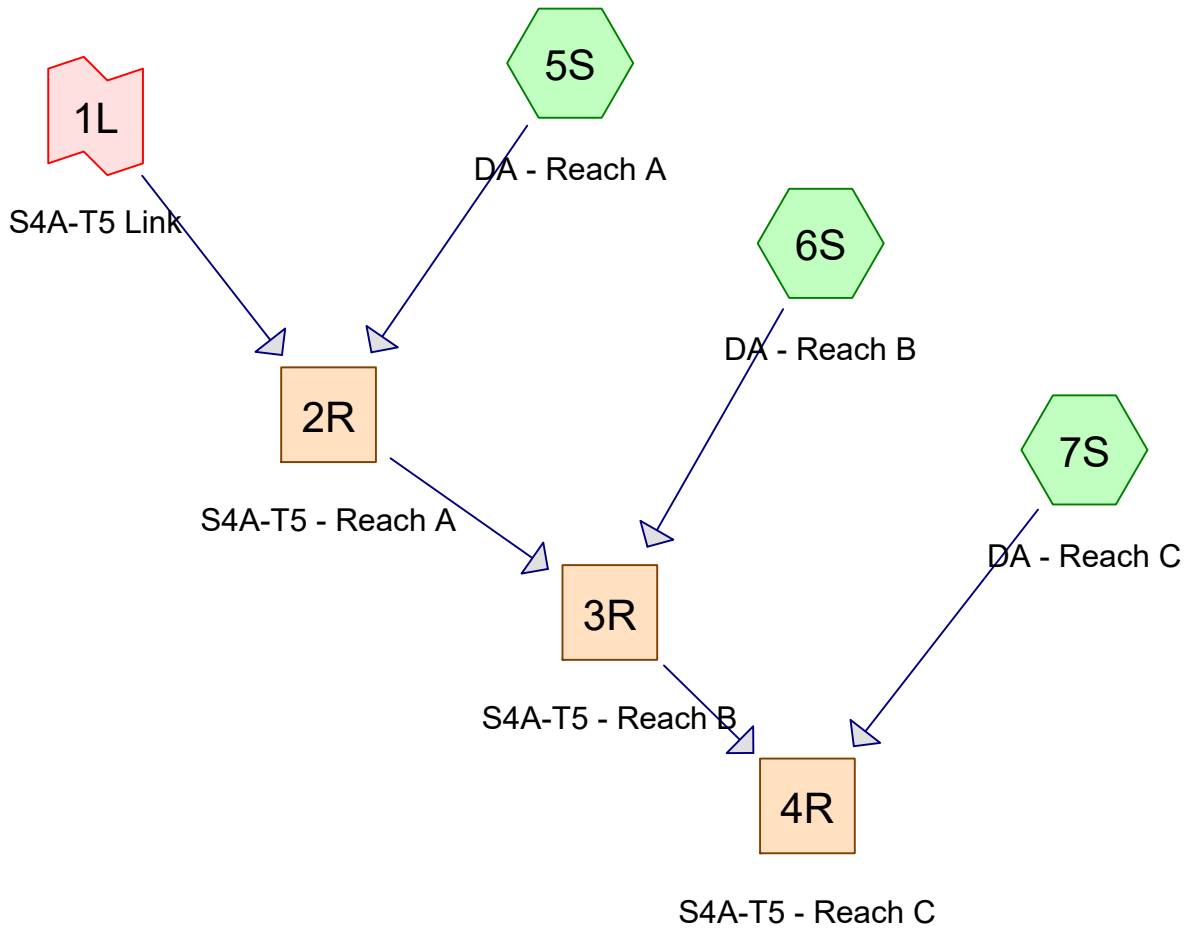 5S
1L
DA - Reach A
S4A-T5 Link
6S
DA - Reach B
2R
7S
S4A-T5 - Reach A
DA - Reach C
3R
S4A-T5 - Reach B
4R
S4A-T5 - Reach C